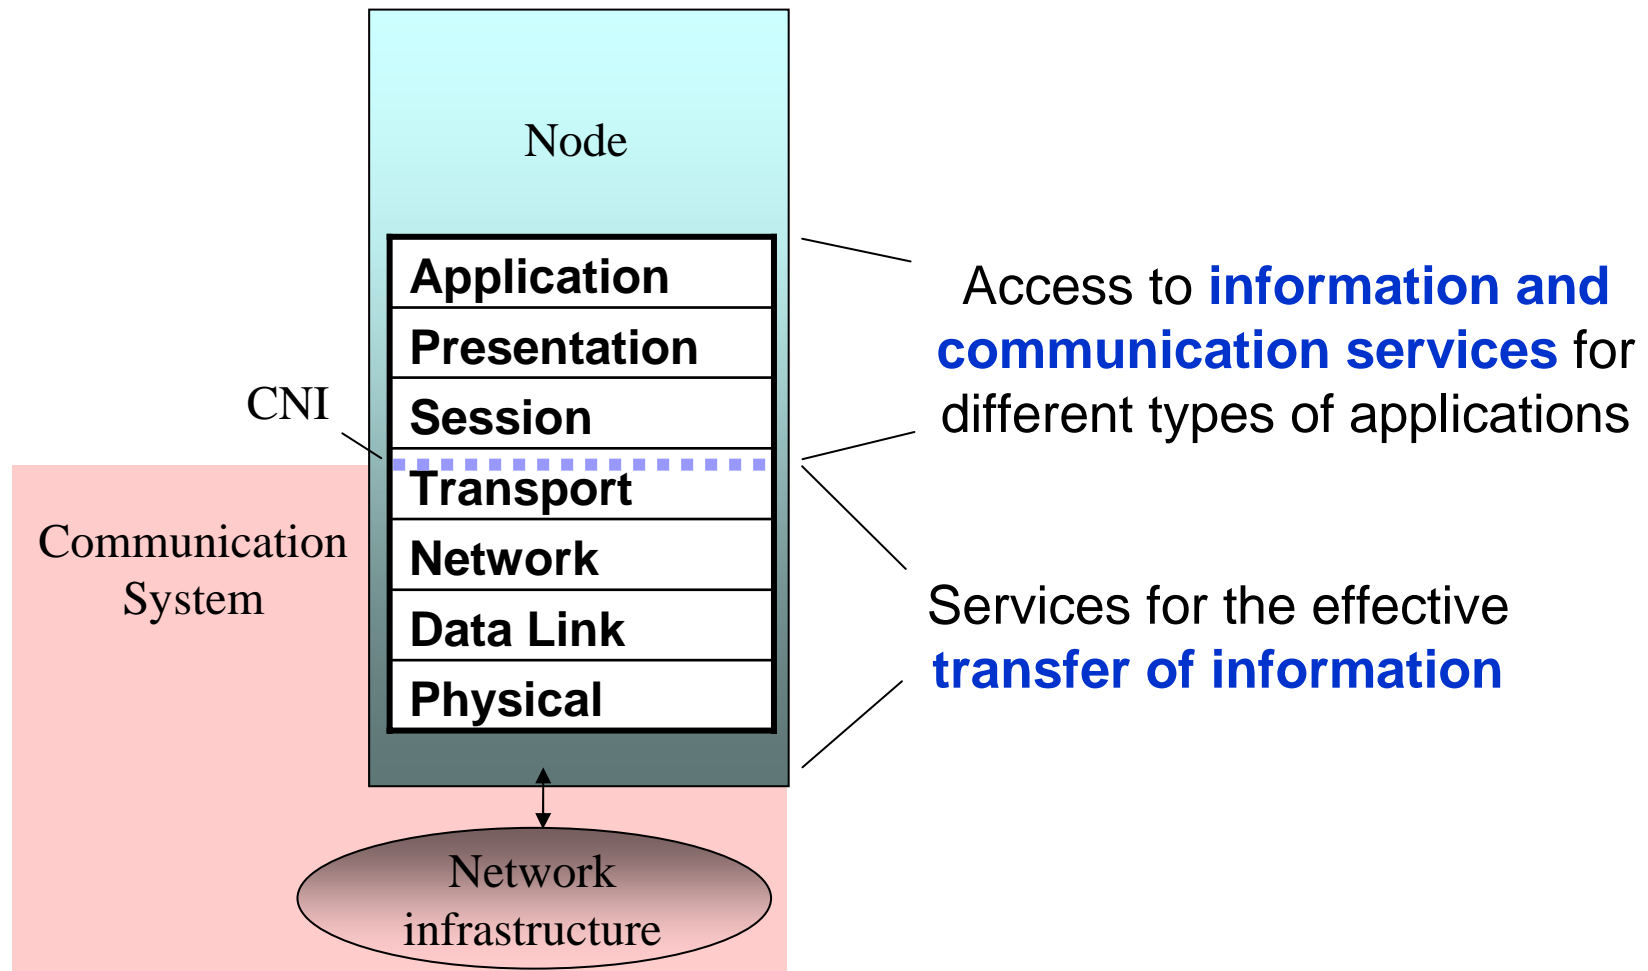 Node
Application
Presentation
Session
Transport
Network
Data Link
Physical
CNI
Communication
System
Network
infrastructure
Access to information and
communication services for
different types of applications
Services for the effective
transfer of information